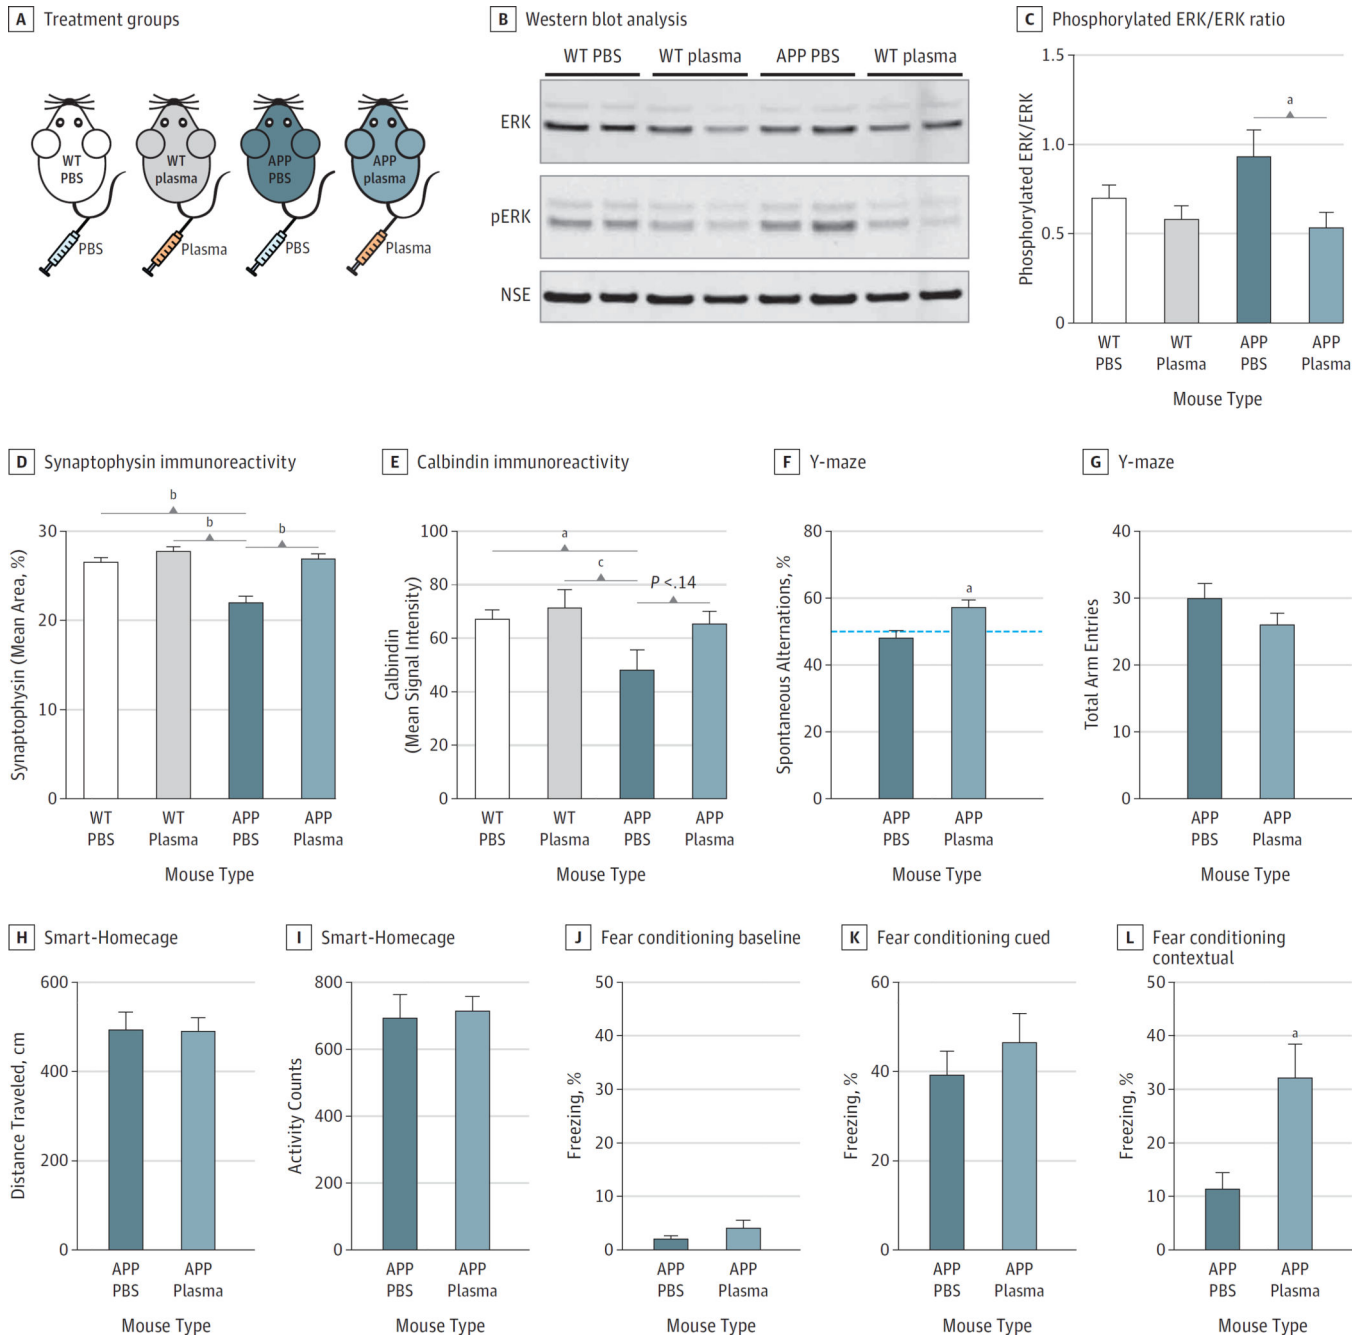 A Treatment groups
WT
PBS
WT
plasma
APP
PBS
APP
plasma
PBS
Plasma
PBS
Plasma
B Western blot analysis
WT PBS WT plasma APP PBS WT plasma
ERK
pERK
NSE
C Phosphorylated ERK/ERK ratio
Phosphorylated ERK/ERK
1.5
1.0
0.5
0
a
WT PBS
WT Plasma
APP PBS
APP Plasma
Mouse Type
D Synaptophysin immunoreactivity
Synaptophysin (Mean Area, %)
30
20
10
0
b
b
b
WT PBS
WT Plasma
APP PBS
APP Plasma
Mouse Type
E Calbindin immunoreactivity
Calbindin
(Mean Signal Intensity)
100
80
60
40
20
0
a
c
P <.14
WT PBS
WT Plasma
APP PBS
APP Plasma
Mouse Type
F Y-maze
Spontaneous Alternations, %
80
60
40
20
0
a
APP PBS
APP Plasma
Mouse Type
G Y-maze
Total Arm Entries
40
30
20
10
0
APP PBS
APP Plasma
Mouse Type
H Smart-Homecage
Distance Traveled, cm
600
400
200
0
APP PBS
APP Plasma
Mouse Type
I Smart-Homecage
Activity Counts
800
600
400
200
0
APP PBS
APP Plasma
Mouse Type
J Fear conditioning baseline
Freezing, %
50
40
30
20
10
0
APP PBS
APP Plasma
Mouse Type
K Fear conditioning cued
Freezing, %
60
40
20
0
APP PBS
APP Plasma
Mouse Type
L Fear conditioning
contextual
Freezing, %
50
40
30
20
10
0
a
APP PBS
APP Plasma
Mouse Type